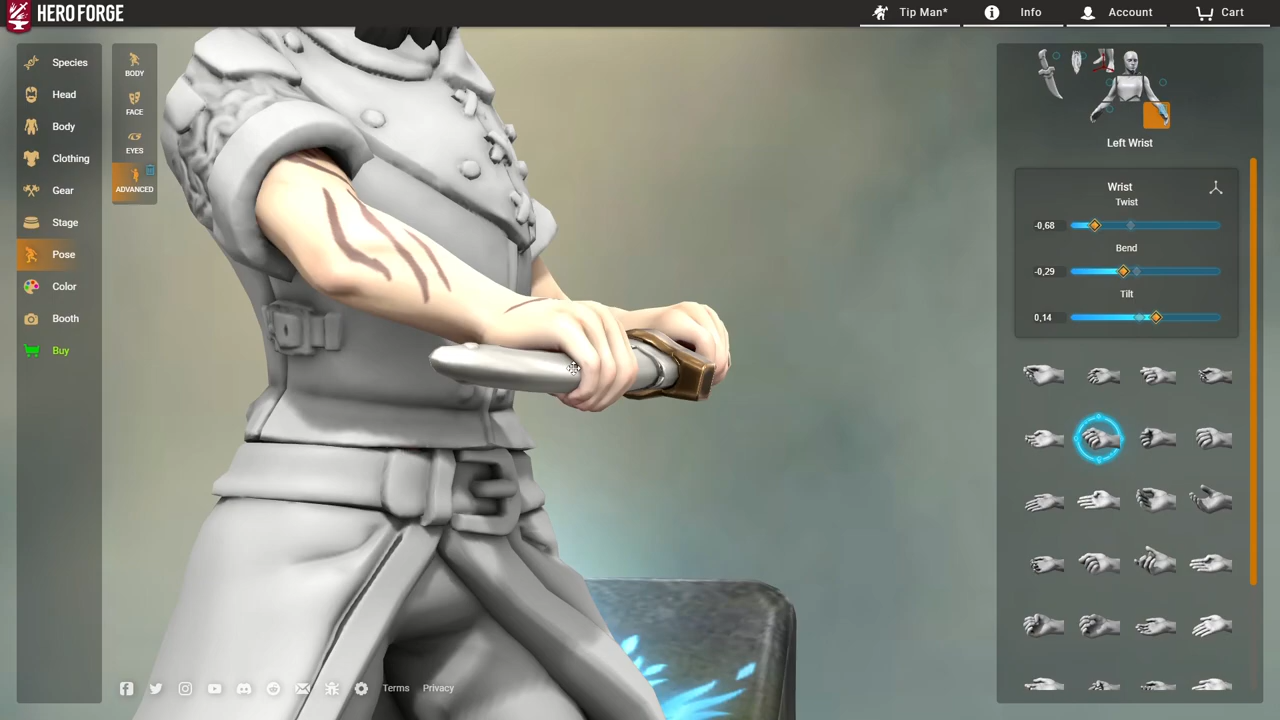 HERO FORGE
Tip Man*
Info
Account
Cart
Species
Head
Body
Clothing
Gear
Stage
Pose
Color
Booth
Buy
BODY
FACE
EYES
ADVANCED
Left Wrist
Wrist
Twist
-0,68
Bend
-0,29
Tilt
0,14
Terms
Privacy